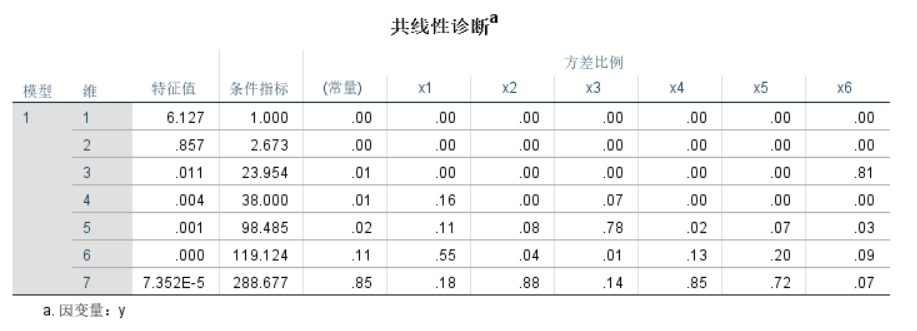 共线性诊断a
方差比例
模型 维 特征值 条件指标 (常量) x1 x2 x3 x4 x5 x6
1 1 6.127 1.000 .00 .00 .00 .00 .00 .00 .00
2 .857 2.673 .00 .00 .00 .00 .00 .00 .00
3 .011 23.954 .01 .00 .00 .00 .00 .00 .81
4 .004 38.000 .01 .16 .00 .07 .00 .00 .00
5 .001 98.485 .02 .11 .08 .78 .02 .07 .03
6 .000 119.124 .11 .55 .04 .01 .13 .20 .09
7 7.352E-5 288.677 .85 .18 .88 .14 .85 .72 .07
a. 因变量：y